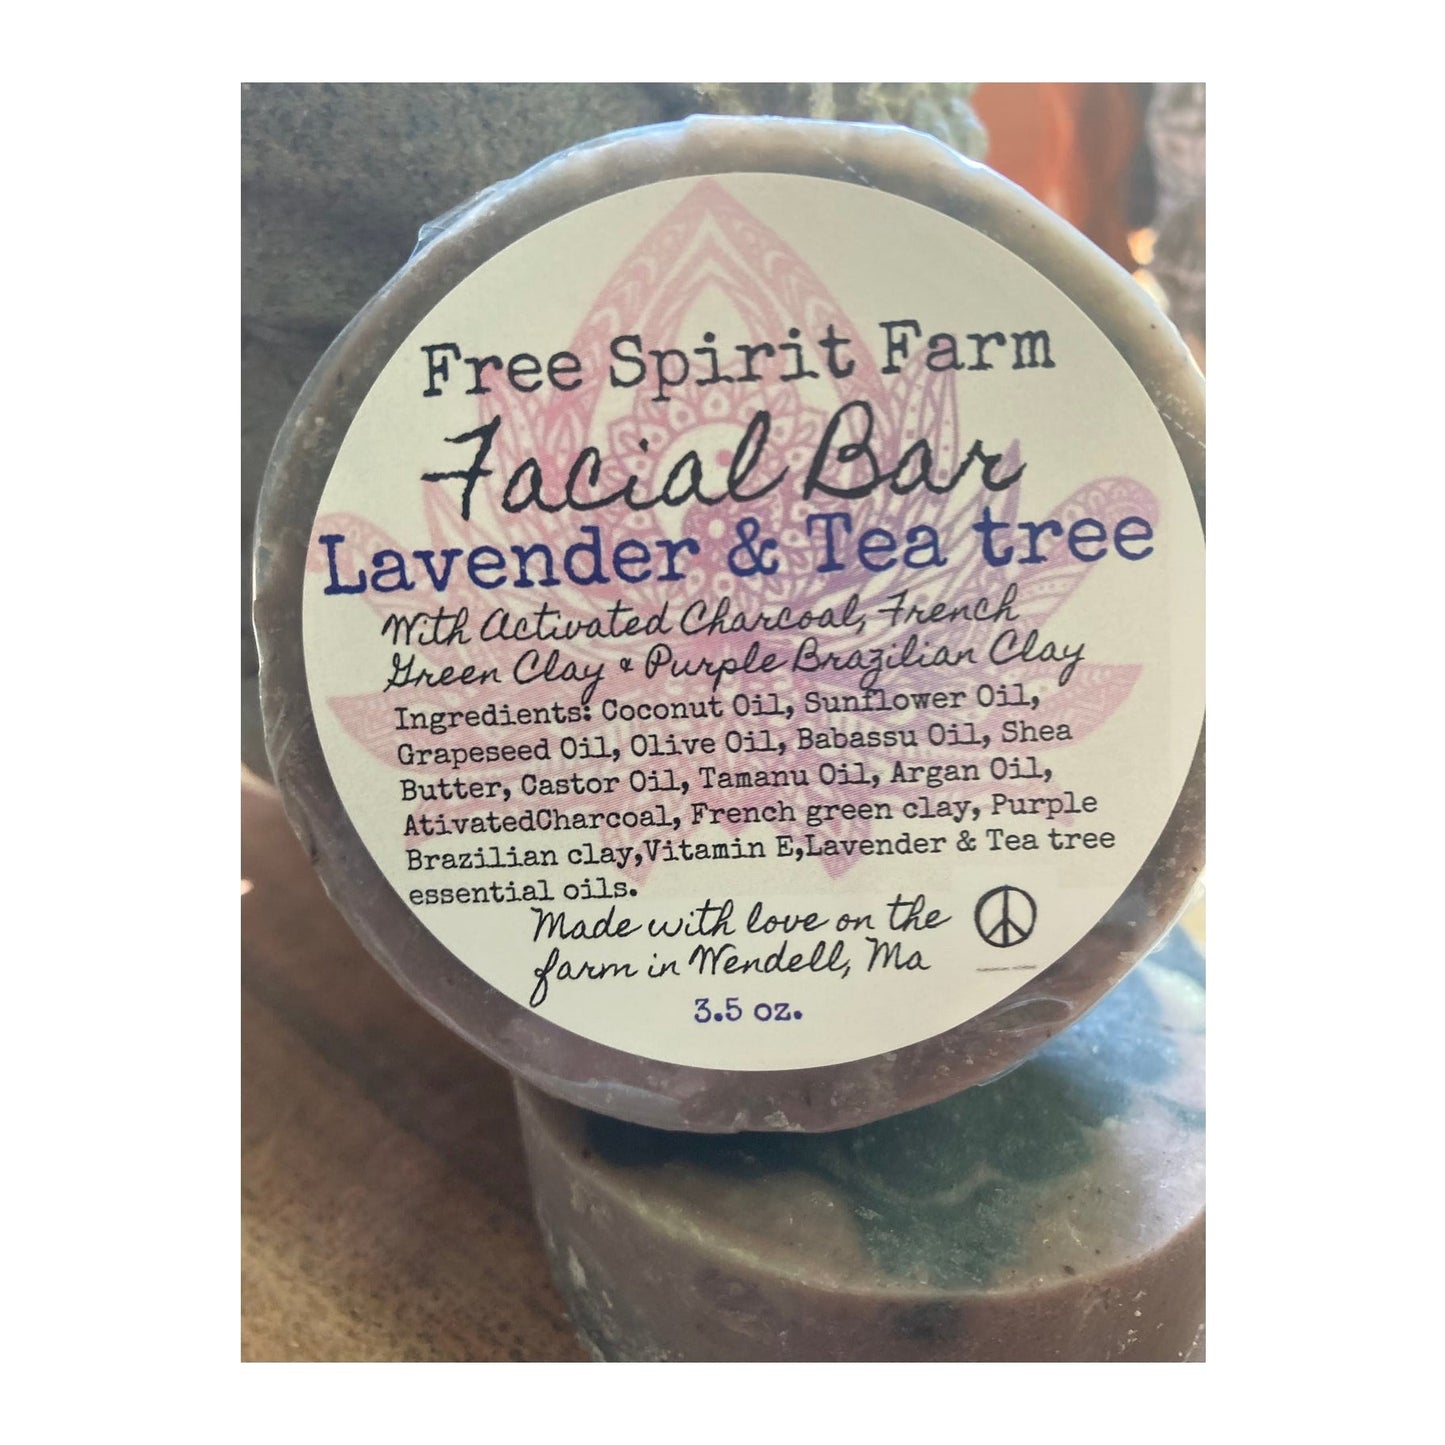 Free Spirit Farm
Facial Bar
Lavender & Tea tree
With Activated Charcoal, French
Green Clay & Purple Brazilian Clay
Ingredients: Coconut Oil, Sunflower Oil,
Grapeseed Oil, Olive Oil, Babassu Oil, Shea
Butter, Castor Oil, Tamanu Oil, Argan Oil,
AtivatedCharcoal, French green clay, Purple
Brazilian clay,Vitamin E,Lavender & Tea tree
essential oils.
Made with love on the
farm in Wendell, Ma
3.5 oz.